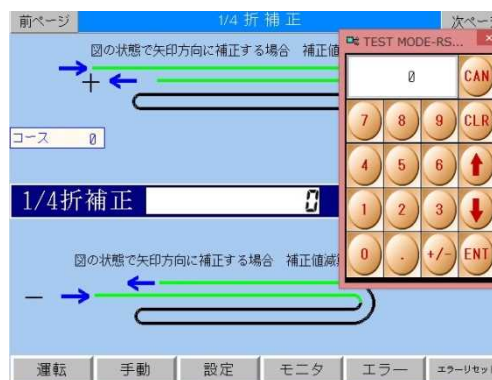 前ページ
1/4 折 補 正
次ページ
図の状態で矢印方向に補正する場合 補正値
TEST MODE-RS...
0
CAN
7 8 9 CLR
4 5 6
1 2 3
0 . +/- ENT
+
コース 0
1/4折補正 0
図の状態で矢印方向に補正する場合 補正値減
−
運転 手動 設定 モニタ エラー エラーリセット